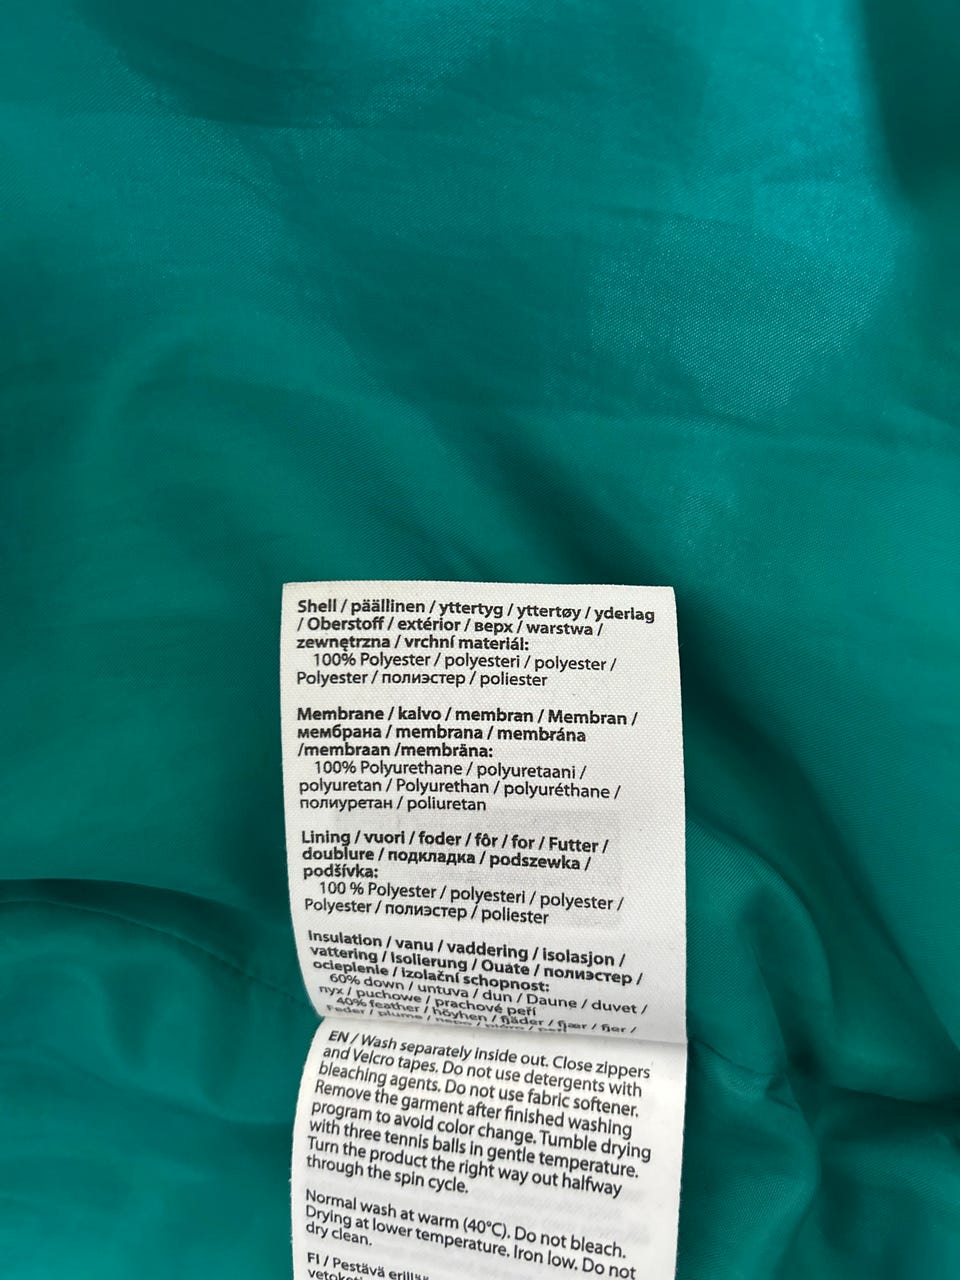 Shell / päällinen / yttertyg / yttertøy / yderlag
/ Oberstoff / extérior / верх / warstwa /
zewnętrzna / vrchní materiál:
100% Polyester / polyesteri / polyester /
Polyester / полиэстер / poliester
Membrane / kalvo / membran / Membran /
мембрана / membrana / membrána
/membraan /membräna:
100% Polyurethane / polyuretaani /
polyuretan / Polyurethan / polyuréthane /
полиуретан / poliuretan
Lining / vuori / foder / fôr / for / Futter /
doublure / подкладка / podszewka /
podšívka:
100 % Polyester / polyesteri / polyester /
Polyester / полиэстер / poliester
Insulation / vanu / vaddering / isolasjon /
vattering / Isolierung / Ouate / полиэстер /
ocieplenie / izolační schopnost:
60% down / untuva / dun / Daune / duvet /
пух / puchowe / prachové peří
40% feather / höyhen / fjäder / fjær / fjer /
Feder / plume /
EN / Wash separately inside out. Close zippers
and Velcro tapes. Do not use detergents with
bleaching agents. Do not use fabric softener.
Remove the garment after finished washing
program to avoid color change. Tumble drying
with three tennis balls in gentle temperature.
Turn the product the right way out halfway
through the spin cycle.
Normal wash at warm (40°C). Do not bleach.
Drying at lower temperature. Iron low. Do not
dry clean.
FI / Pestävä